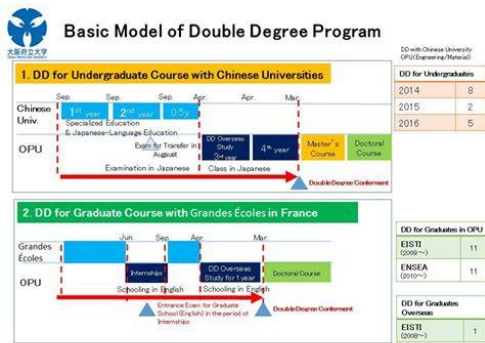 大阪府立大学
Basic Model of Double Degree Program
DD with Chinese University
OPU(Engineering/Material)
1. DD for Undergraduate Course with Chinese Universities
Sep. Sep. Sep. Apr. Apr. Mar.
Chinese Univ.
1st year 2nd year 0.5y
Specialized Education
& Japanese-Language Education
OPU
Exam for Transfer in August
DD Overseas Study 3rd year
4th year
Master's Course
Doctoral Course
Examination in Japanese
Class in Japanese
Double Degree Conferment
DD for Undergraduates
2014 8
2015 2
2016 5
2. DD for Graduate Course with Grandes Écoles in France
Jun. Sep. Apr. Mar.
Grandes Écoles
OPU
Internships
DD Overseas Study for 1 year
Doctoral Course
Schooling in English
Schooling in English
Entrance Exam for Graduate
School (English) in the period of
Internships
Double Degree Conferment
DD for Graduates in OPU
EISTI (2009~) 11
ENSEA (2010~) 11
DD for Graduates Overseas
EISTI (2008~) 1